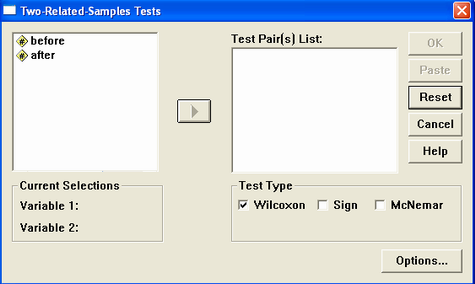 Two-Related-Samples Tests
before
after
Test Pair(s) List:
OK
Paste
Reset
Cancel
Help
Current Selections
Variable 1:
Variable 2:
Test Type
Wilcoxon Sign McNemar
Options...